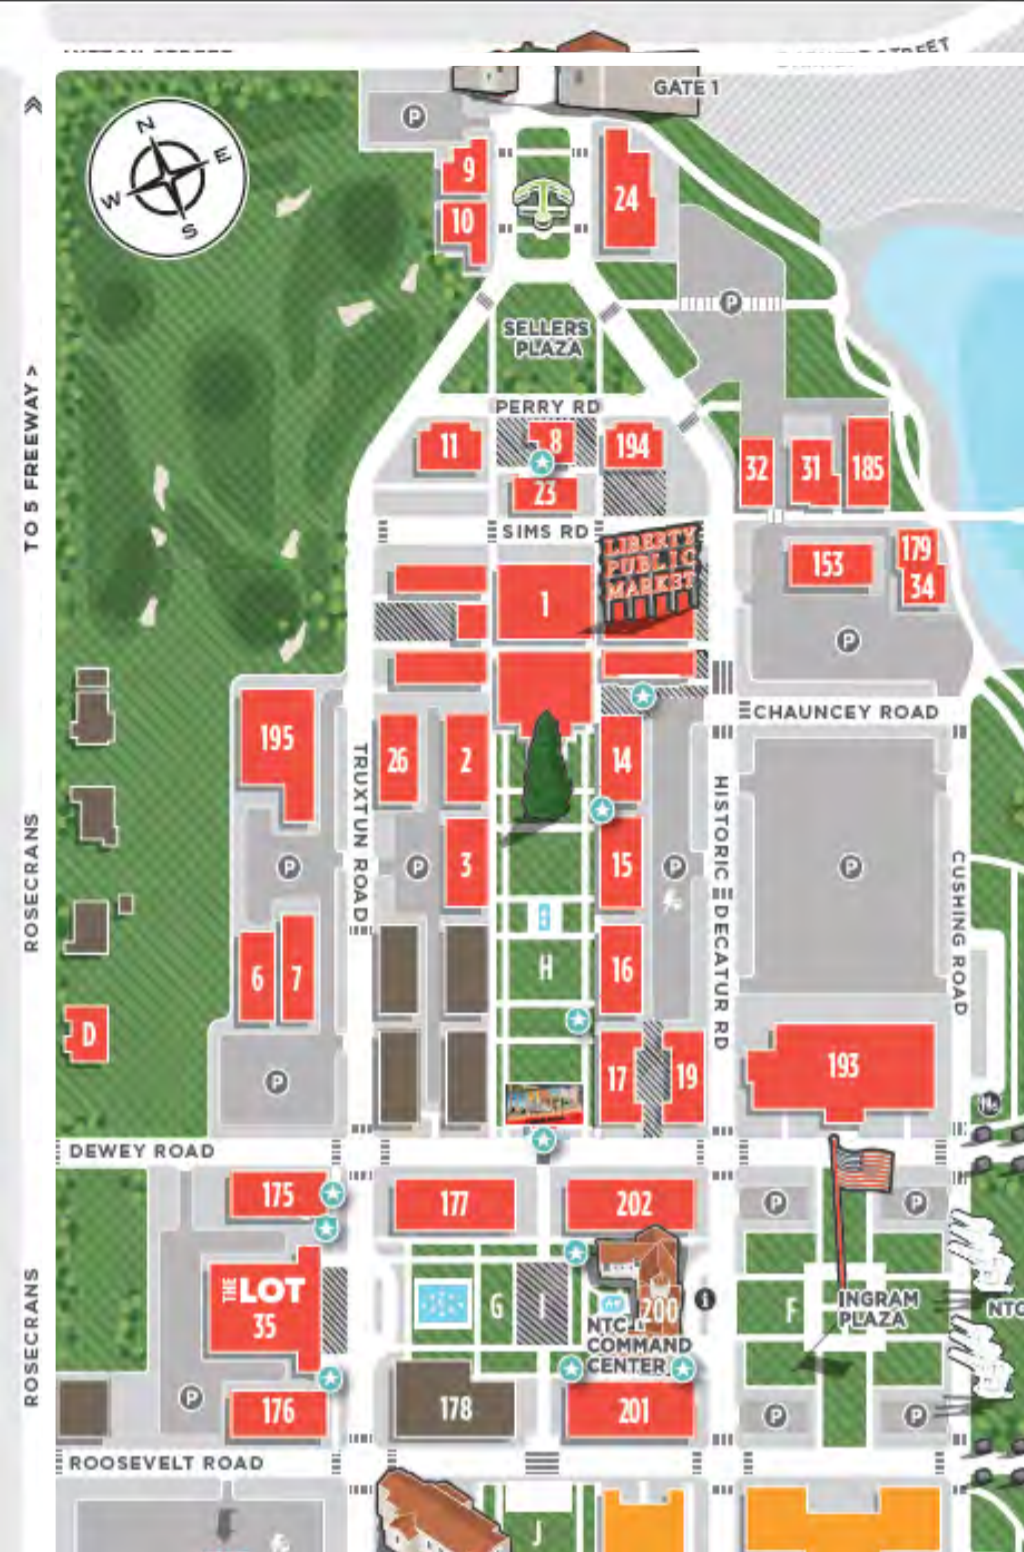 GATE 1
N
E
W
S
P
9
10
24
P
SELLERS
PLAZA
PERRY RD
11
8
194
23
32
31
185
SIMS RD
LIBERTY
PUBLIC
MARKET
1
153
179
34
P
TO 5 FREEWAY >
CHAUNCEY ROAD
195
26
2
14
TRUXTUN ROAD
HISTORIC DECATUR RD
CUSHING ROAD
ROSECRANS
P
P
3
15
P
P
6
7
H
16
D
P
17
19
193
DEWEY ROAD
175
177
202
P
P
THE
LOT
35
G
I
200
i
F
INGRAM
PLAZA
NTC
COMMAND
CENTER
NTC
ROSECRANS
P
176
178
201
P
P
ROOSEVELT ROAD
J